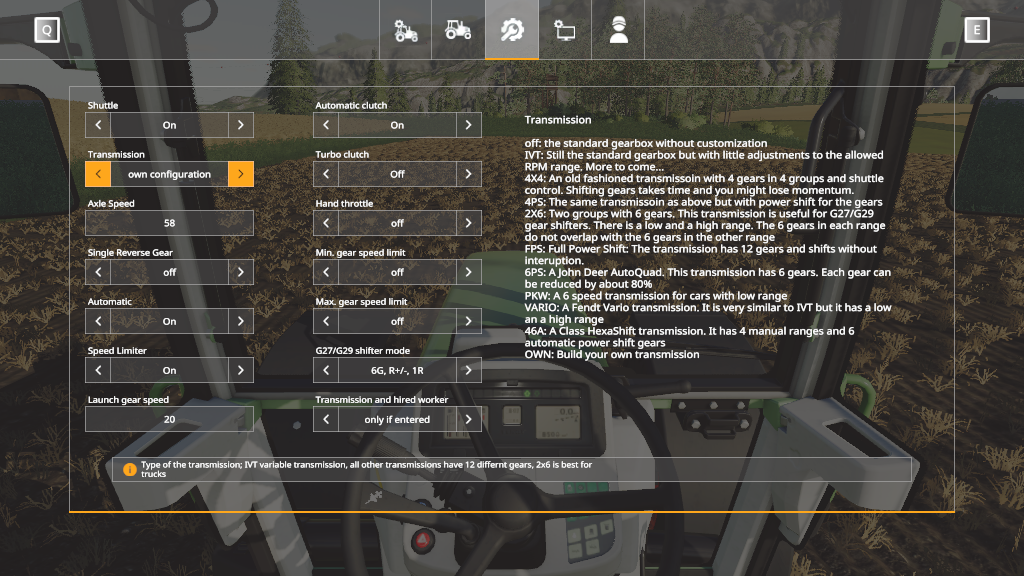 Q
E
Shuttle
On
Transmission
own configuration
Axle Speed
58
Single Reverse Gear
off
Automatic
On
Speed Limiter
On
Launch gear speed
20
Automatic clutch
On
Turbo clutch
Off
Hand throttle
off
Min. gear speed limit
off
Max. gear speed limit
off
G27/G29 shifter mode
6G, R+/-, 1R
Transmission and hired worker
only if entered
Transmission
off: the standard gearbox without customization
IVT: Still the standard gearbox but with little adjustments to the allowed
RPM range. More to come...
4X4: An old fashioned transmissoin with 4 gears in 4 groups and shuttle
control. Shifting gears takes time and you might lose momentum.
4PS: The same transmissoin as above but with power shift for the gears
2X6: Two groups with 6 gears. This transmission is useful for G27/G29
gear shifters. There is a low and a high range. The 6 gears in each range
do not overlap with the 6 gears in the other range
FPS: Full Power Shift: The transmission has 12 gears and shifts without
interuption.
6PS: A John Deer AutoQuad. This transmission has 6 gears. Each gear can
be reduced by about 80%
PKW: A 6 speed transmission for cars with low range
VARIO: A Fendt Vario transmission. It is very similar to IVT but it has a low
an a high range
46A: A Class HexaShift transmission. It has 4 manual ranges and 6
automatic power shift gears
OWN: Build your own transmission
Type of the transmission; IVT variable transmission, all other transmissions have 12 differnt gears, 2x6 is best for
trucks